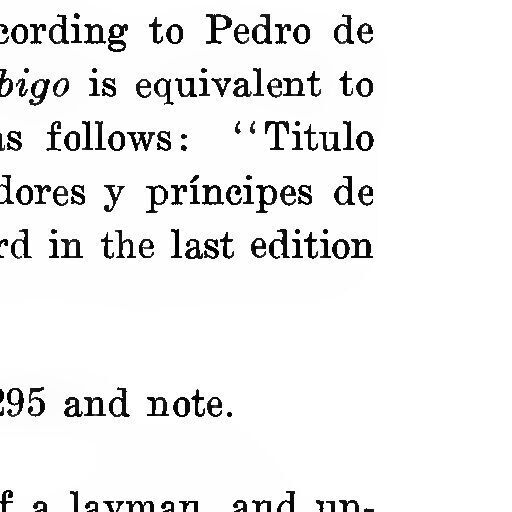 cording to Pedro de
bigo is equivalent to
as follows: ‘‘Titulo
dores y príncipes de
rd in the last edition
295 and note.
f a layman, and un-